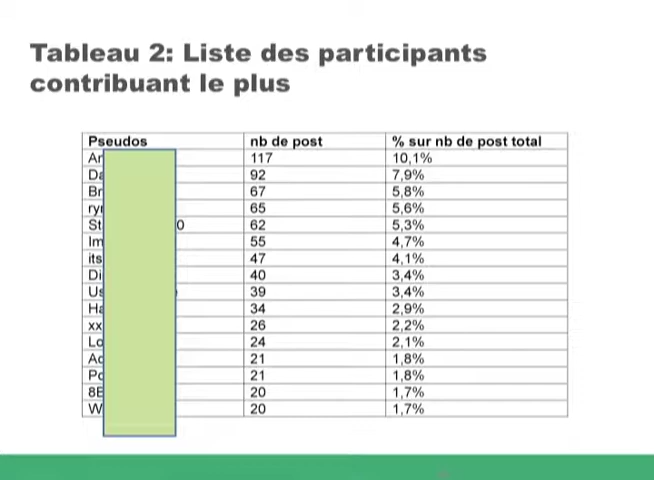 Tableau 2: Liste des participants
contribuant le plus
Pseudos nb de post % sur nb de post total
Ar 117 10,1%
Da 92 7,9%
Br 67 5,8%
ry 65 5,6%
St 0 62 5,3%
Im 55 4,7%
its 47 4,1%
Di 40 3,4%
Us 39 3,4%
Ha 34 2,9%
xx 26 2,2%
Lo 24 2,1%
Ad 21 1,8%
Po 21 1,8%
8E 20 1,7%
W 20 1,7%